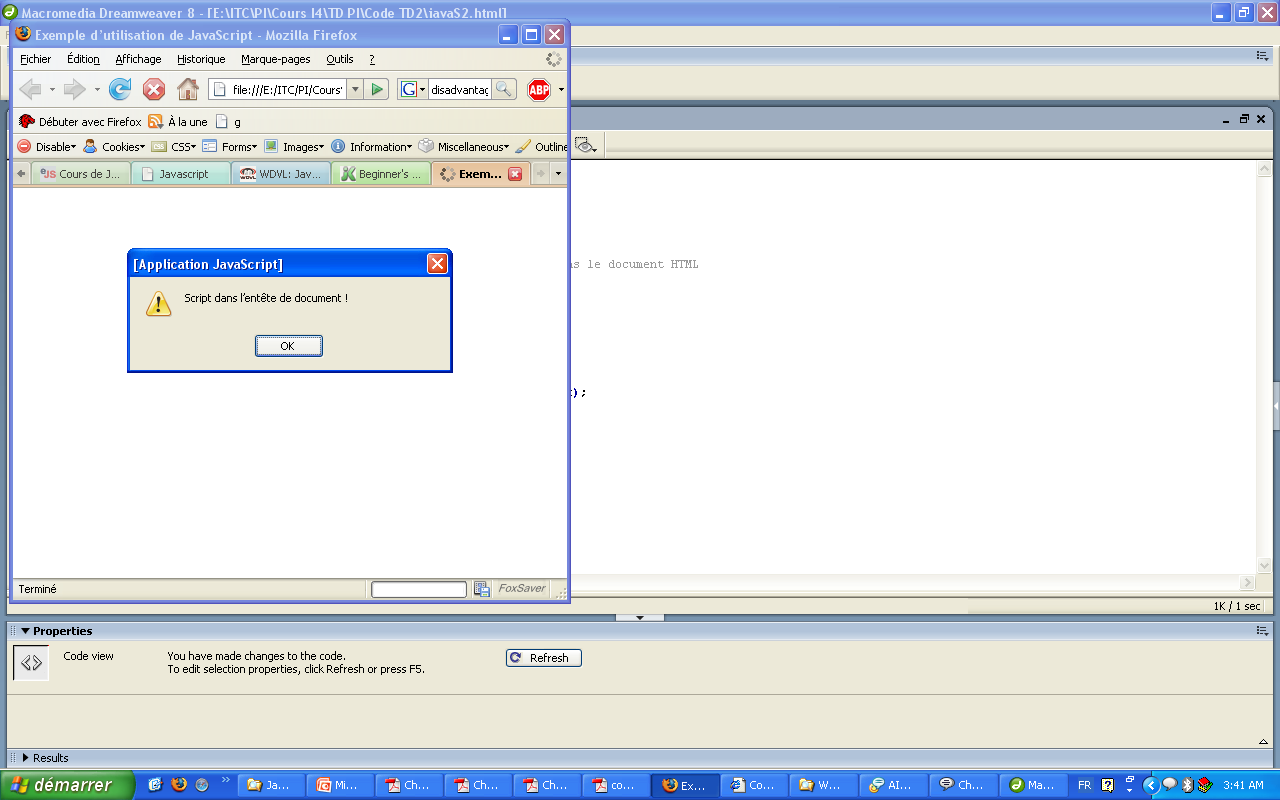 Macromedia Dreamweaver 8 - [E:\ITC\PI\Cours I4\TD PI\Code TD2\javaS2.html]
Exemple d'utilisation de JavaScript - Mozilla Firefox
Fichier Édition Affichage Historique Marque-pages Outils ?
file:///E:/ITC/PI/Cours G disadvantag ABP
Débuter avec Firefox À la une g
Disable Cookies CSS Forms Images Information Miscellaneous Outline
JS Cours de J... Javascript WDVL: Jav... Beginner's ... Exem...
s le document HTML
[Application JavaScript]
Script dans l'entête de document !
OK
);
Terminé FoxSaver
1K / 1 sec
Properties
Code view You have made changes to the code.
To edit selection properties, click Refresh or press F5.
Refresh
Results
démarrer » Ja... Mi... Ch... Ch... Ch... co... Ex... Co... W... AI... Ch... Ma... FR ? 3:41 AM